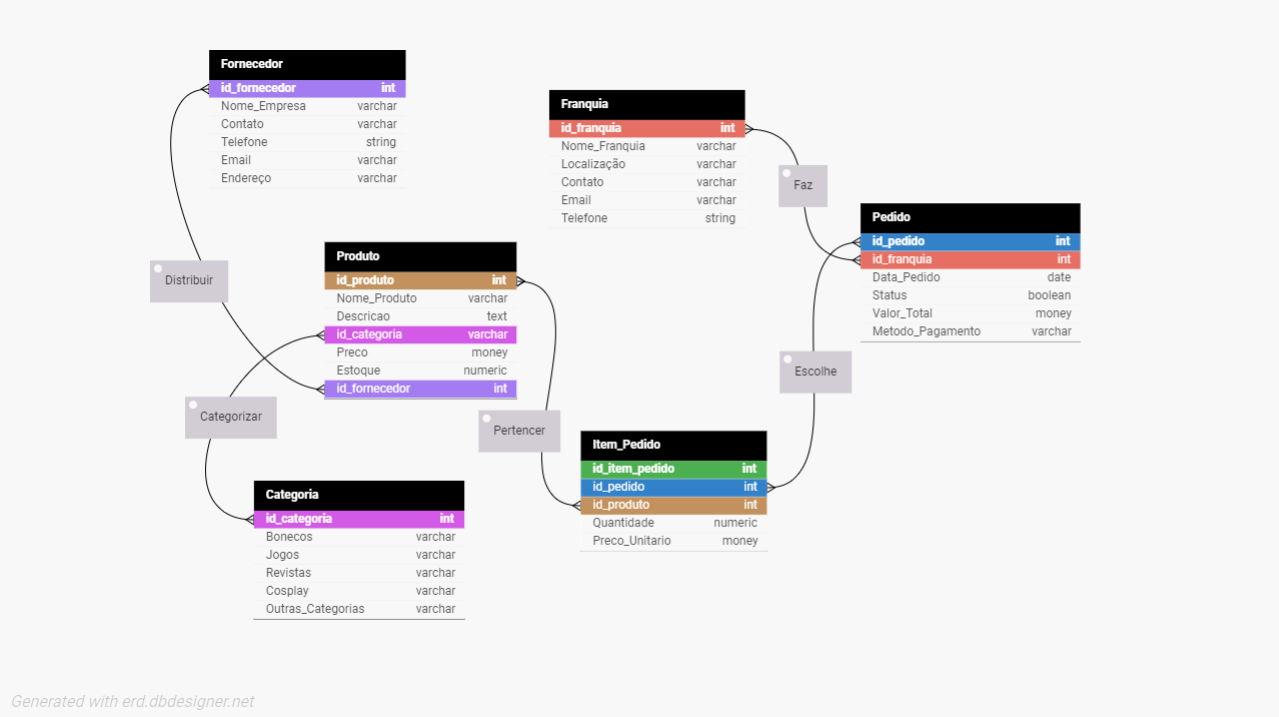 Fornecedor
id_fornecedor int
Nome_Empresa varchar
Contato varchar
Telefone string
Email varchar
Endereço varchar
Franquia
id_franquia int
Nome_Franquia varchar
Localização varchar
Contato varchar
Email varchar
Telefone string
Faz
Pedido
id_pedido int
id_franquia int
Data_Pedido date
Status boolean
Valor_Total money
Metodo_Pagamento varchar
Distribuir
Produto
id_produto int
Nome_Produto varchar
Descricao text
id_categoria varchar
Preco money
Estoque numeric
id_fornecedor int
Escolhe
Categorizar
Pertencer
Item_Pedido
id_item_pedido int
id_pedido int
id_produto int
Quantidade numeric
Preco_Unitario money
Categoria
id_categoria int
Bonecos varchar
Jogos varchar
Revistas varchar
Cosplay varchar
Outras_Categorias varchar
Generated with erd.dbdesigner.net